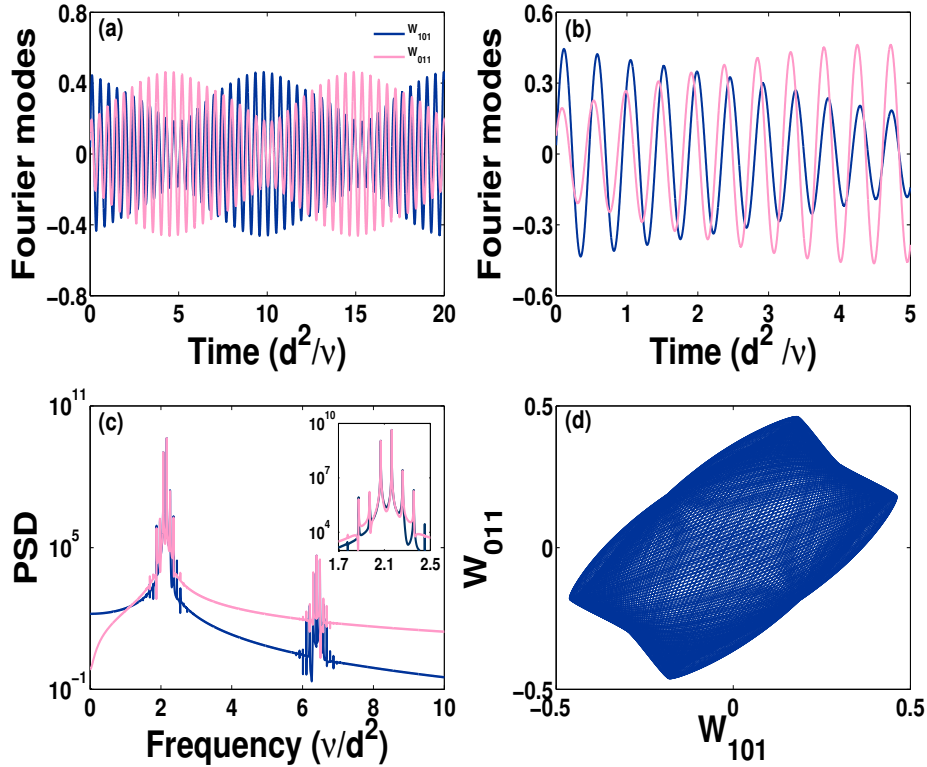 (a)
W101
W011
Fourier modes
0.8
0.4
0
−0.4
−0.8
0 5 10 15 20
Time (d²/ν)
(b)
Fourier modes
0.6
0.3
0
−0.3
−0.6
0 1 2 3 4 5
Time (d² /ν)
(c)
PSD
10¹¹
10⁵
10⁻¹
0 2 4 6 8 10
Frequency (ν/d²)
10¹⁰
10⁷
10⁴
1.7 2.1 2.5
(d)
W011
0.5
0
−0.5
−0.5 0 0.5
W101